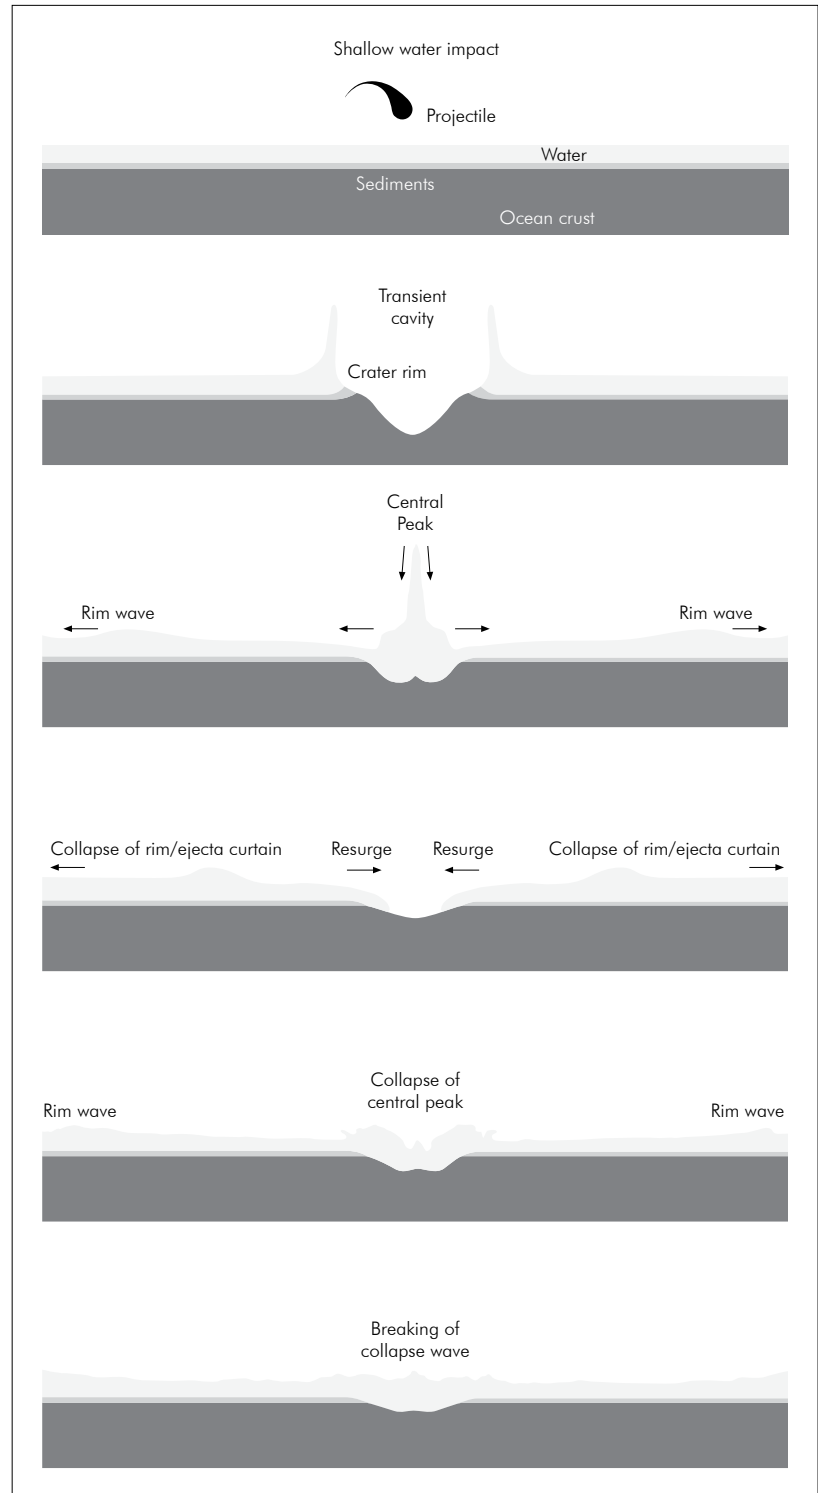 Shallow water impact
Projectile
Water
Sediments
Ocean crust
Transient
cavity
Crater rim
Central
Peak
Rim wave
Rim wave
Collapse of rim/ejecta curtain
Resurge
Resurge
Collapse of rim/ejecta curtain
Collapse of
central peak
Rim wave
Rim wave
Breaking of
collapse wave